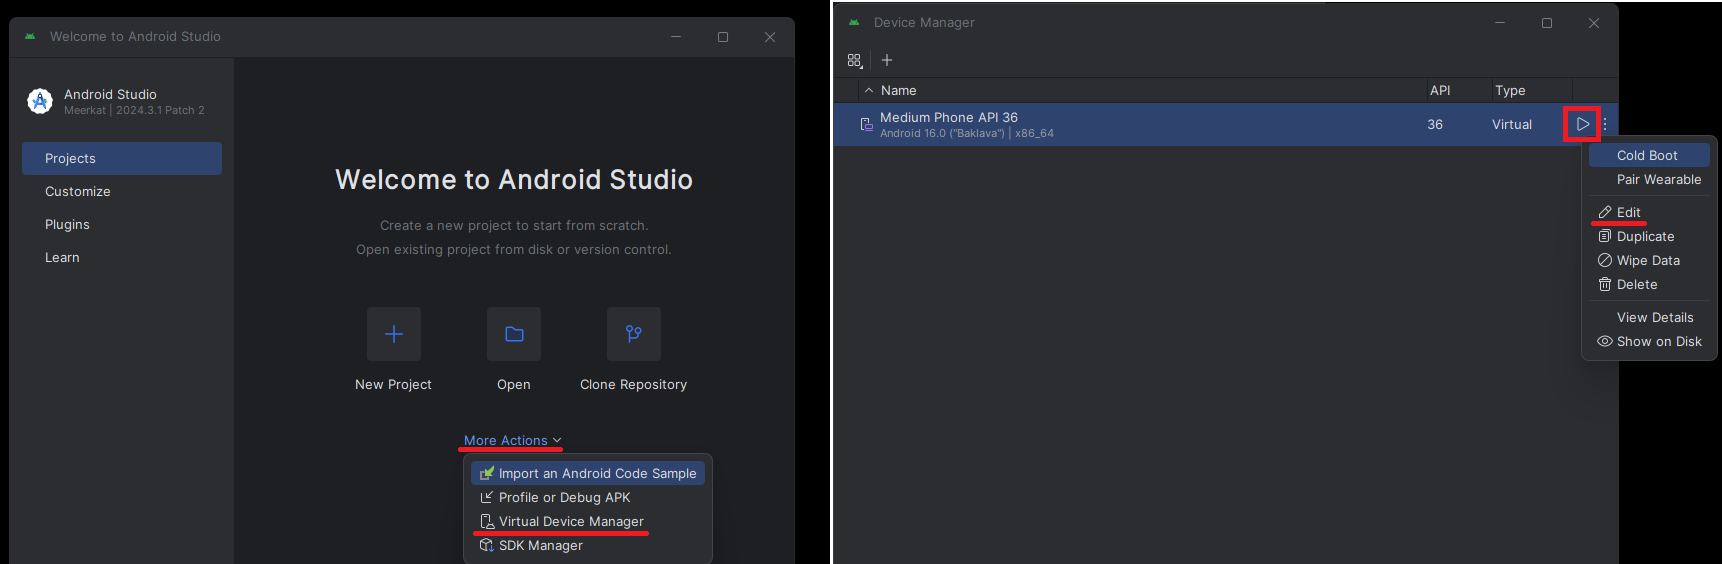 Welcome to Android Studio
Android Studio
Meerkat | 2024.3.1 Patch 2
Projects
Customize
Plugins
Learn
Welcome to Android Studio
Create a new project to start from scratch.
Open existing project from disk or version control.
New Project
Open
Clone Repository
More Actions
Import an Android Code Sample
Profile or Debug APK
Virtual Device Manager
SDK Manager
Device Manager
Name API Type
Medium Phone API 36
Android 16.0 ("Baklava") | x86_64
36 Virtual
Cold Boot
Pair Wearable
Edit
Duplicate
Wipe Data
Delete
View Details
Show on Disk